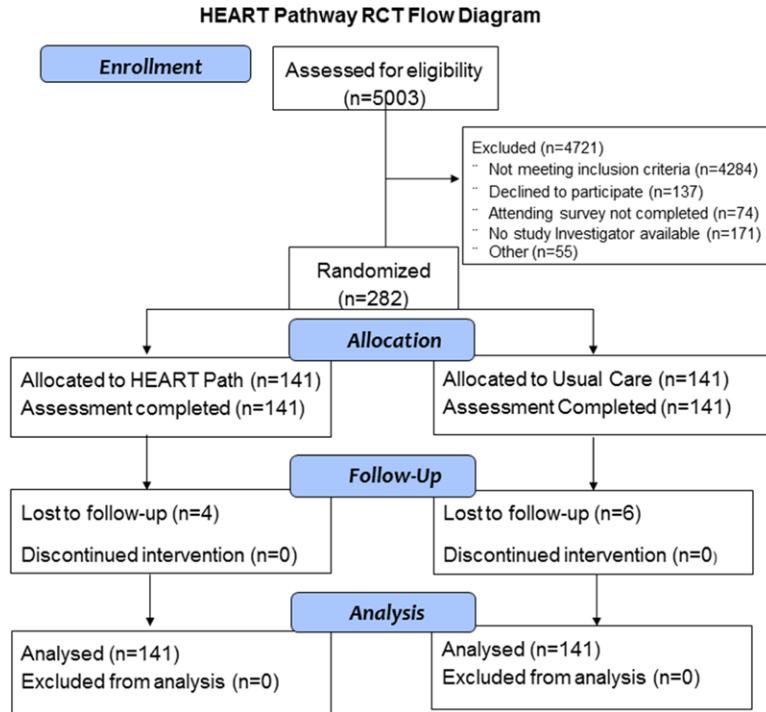 HEART Pathway RCT Flow Diagram
Enrollment
Assessed for eligibility
(n=5003)
Excluded (n=4721)
¨ Not meeting inclusion criteria (n=4284)
¨ Declined to participate (n=137)
¨ Attending survey not completed (n=74)
¨ No study Investigator available (n=171)
¨ Other (n=55)
Randomized
(n=282)
Allocation
Allocated to HEART Path (n=141)
Assessment completed (n=141)
Allocated to Usual Care (n=141)
Assessment Completed (n=141)
Follow-Up
Lost to follow-up (n=4)
Discontinued intervention (n=0)
Lost to follow-up (n=6)
Discontinued intervention (n=0)
Analysis
Analysed (n=141)
Excluded from analysis (n=0)
Analysed (n=141)
Excluded from analysis (n=0)